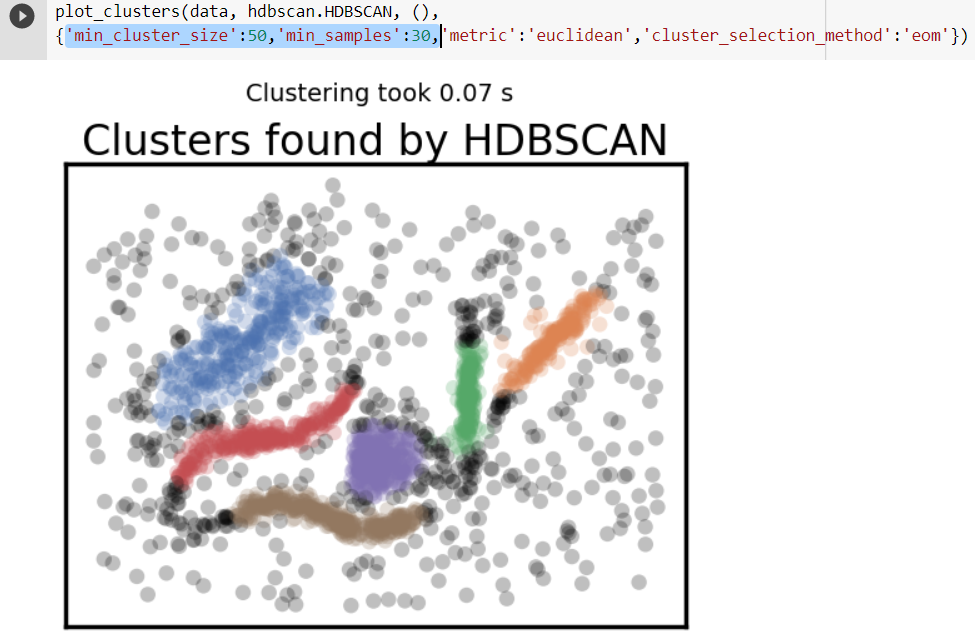 plot_clusters(data, hdbscan.HDBSCAN, (),
{'min_cluster_size':50,'min_samples':30,'metric':'euclidean','cluster_selection_method':'eom'})
Clustering took 0.07 s
Clusters found by HDBSCAN